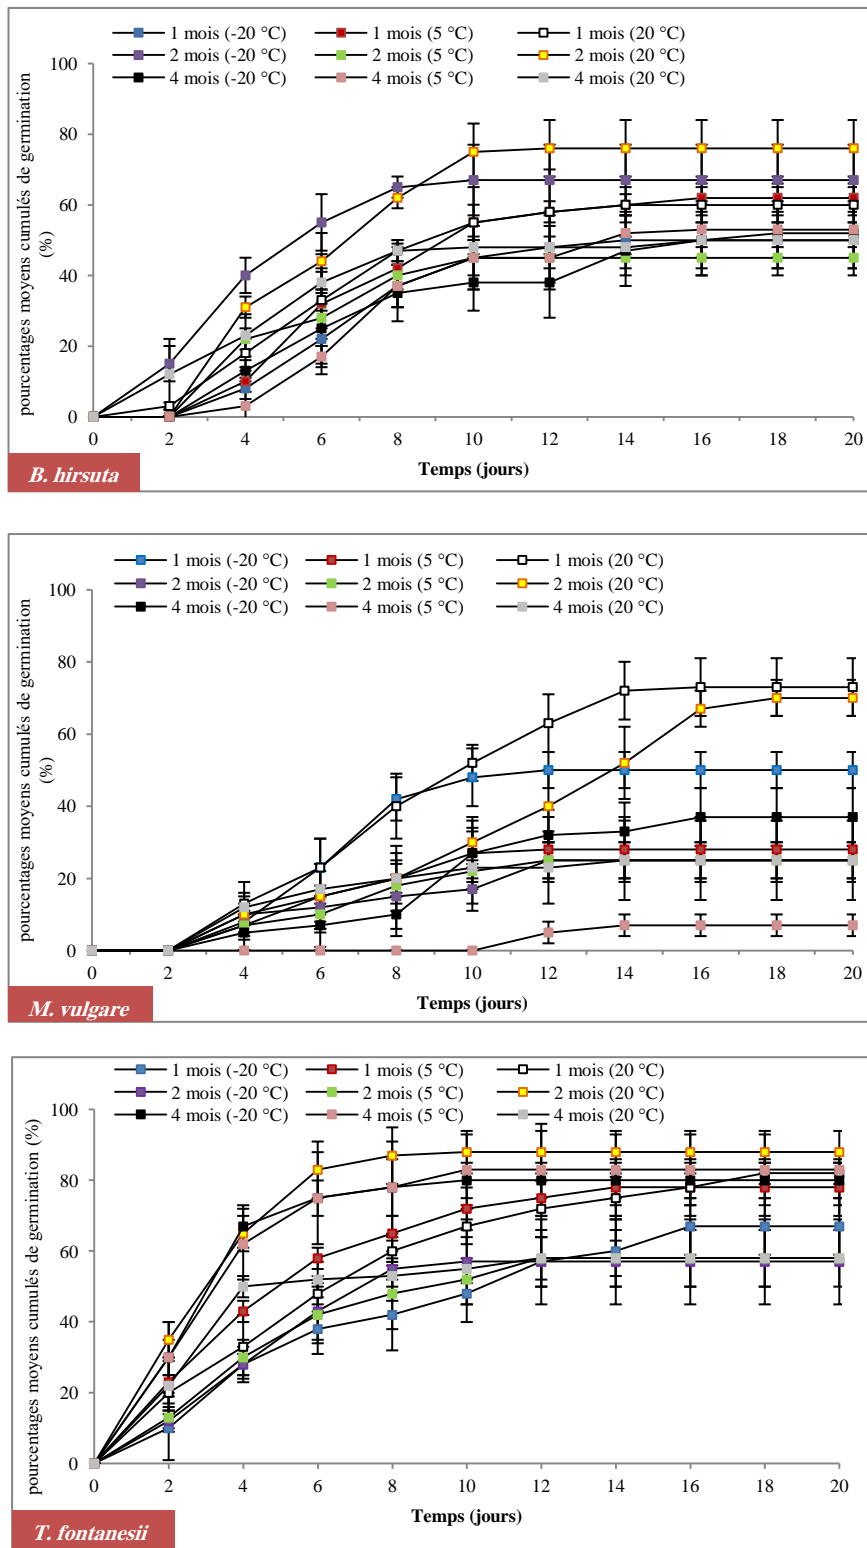 1 mois (-20 °C) 1 mois (5 °C) 1 mois (20 °C)
2 mois (-20 °C) 2 mois (5 °C) 2 mois (20 °C)
4 mois (-20 °C) 4 mois (5 °C) 4 mois (20 °C)
pourcentages moyens cumulés de germination
(%)
100
80
60
40
20
0
0 2 4 6 8 10 12 14 16 18 20
Temps (jours)
B. hirsuta
1 mois (-20 °C) 1 mois (5 °C) 1 mois (20 °C)
2 mois (-20 °C) 2 mois (5 °C) 2 mois (20 °C)
4 mois (-20 °C) 4 mois (5 °C) 4 mois (20 °C)
pourcentages moyens cumulés de germination
(%)
100
80
60
40
20
0
0 2 4 6 8 10 12 14 16 18 20
Temps (jours)
M. vulgare
1 mois (-20 °C) 1 mois (5 °C) 1 mois (20 °C)
2 mois (-20 °C) 2 mois (5 °C) 2 mois (20 °C)
4 mois (-20 °C) 4 mois (5 °C) 4 mois (20 °C)
pourcentages moyens cumulés de germination (%)
100
80
60
40
20
0
0 2 4 6 8 10 12 14 16 18 20
Temps (jours)
T. fontanesii